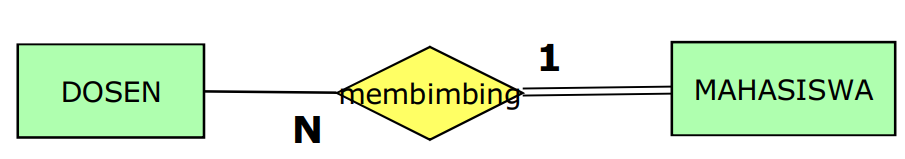 DOSEN
membimbing
1
MAHASISWA
N